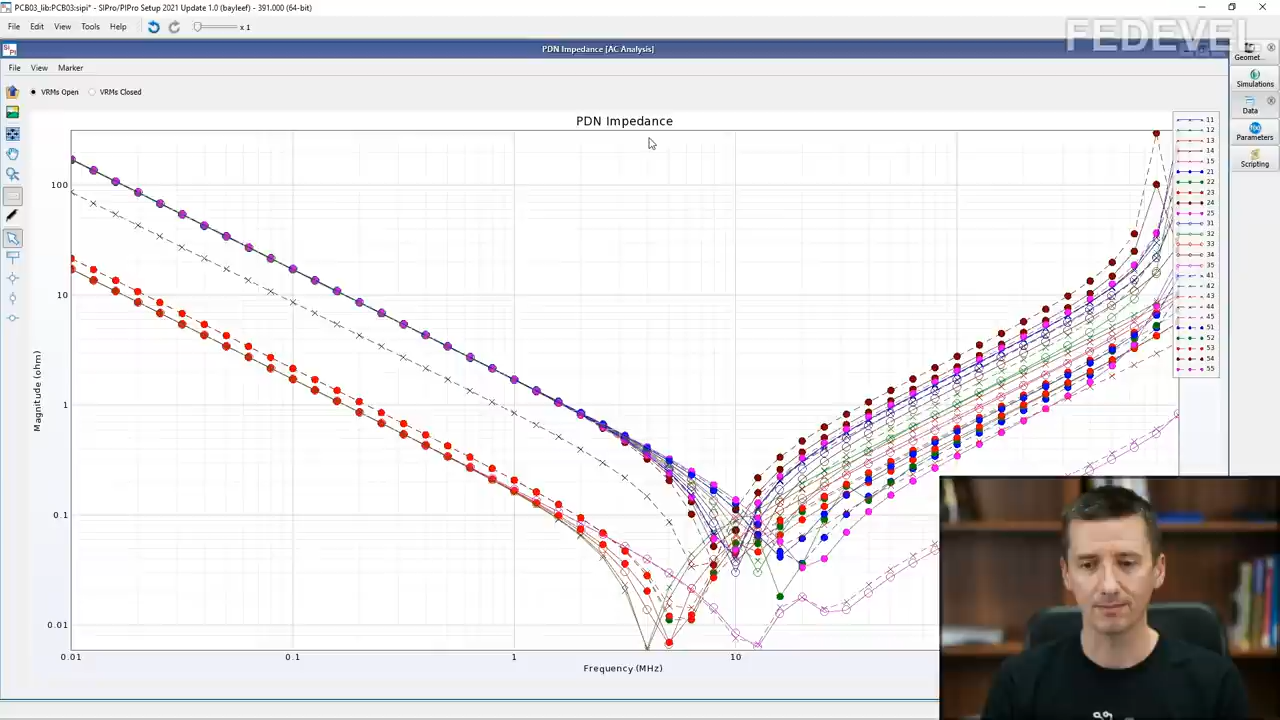 PCB03_lib:PCB03:sipi* - SIPro/PIPro Setup 2021 Update 1.0 (bayleef) - 391.000 (64-bit)
File Edit View Tools Help x 1
FEDEVEL
PDN Impedance [AC Analysis]
File View Marker
VRMs Open VRMs Closed
PDN Impedance
Magnitude (ohm)
100
10
1
0.1
0.01
0.01 0.1 1 10
Frequency (MHz)
11
12
13
14
15
21
22
23
24
25
31
32
33
34
35
41
42
43
44
45
51
52
53
54
55
Geomet...
Simulations
Data
Parameters
Scripting